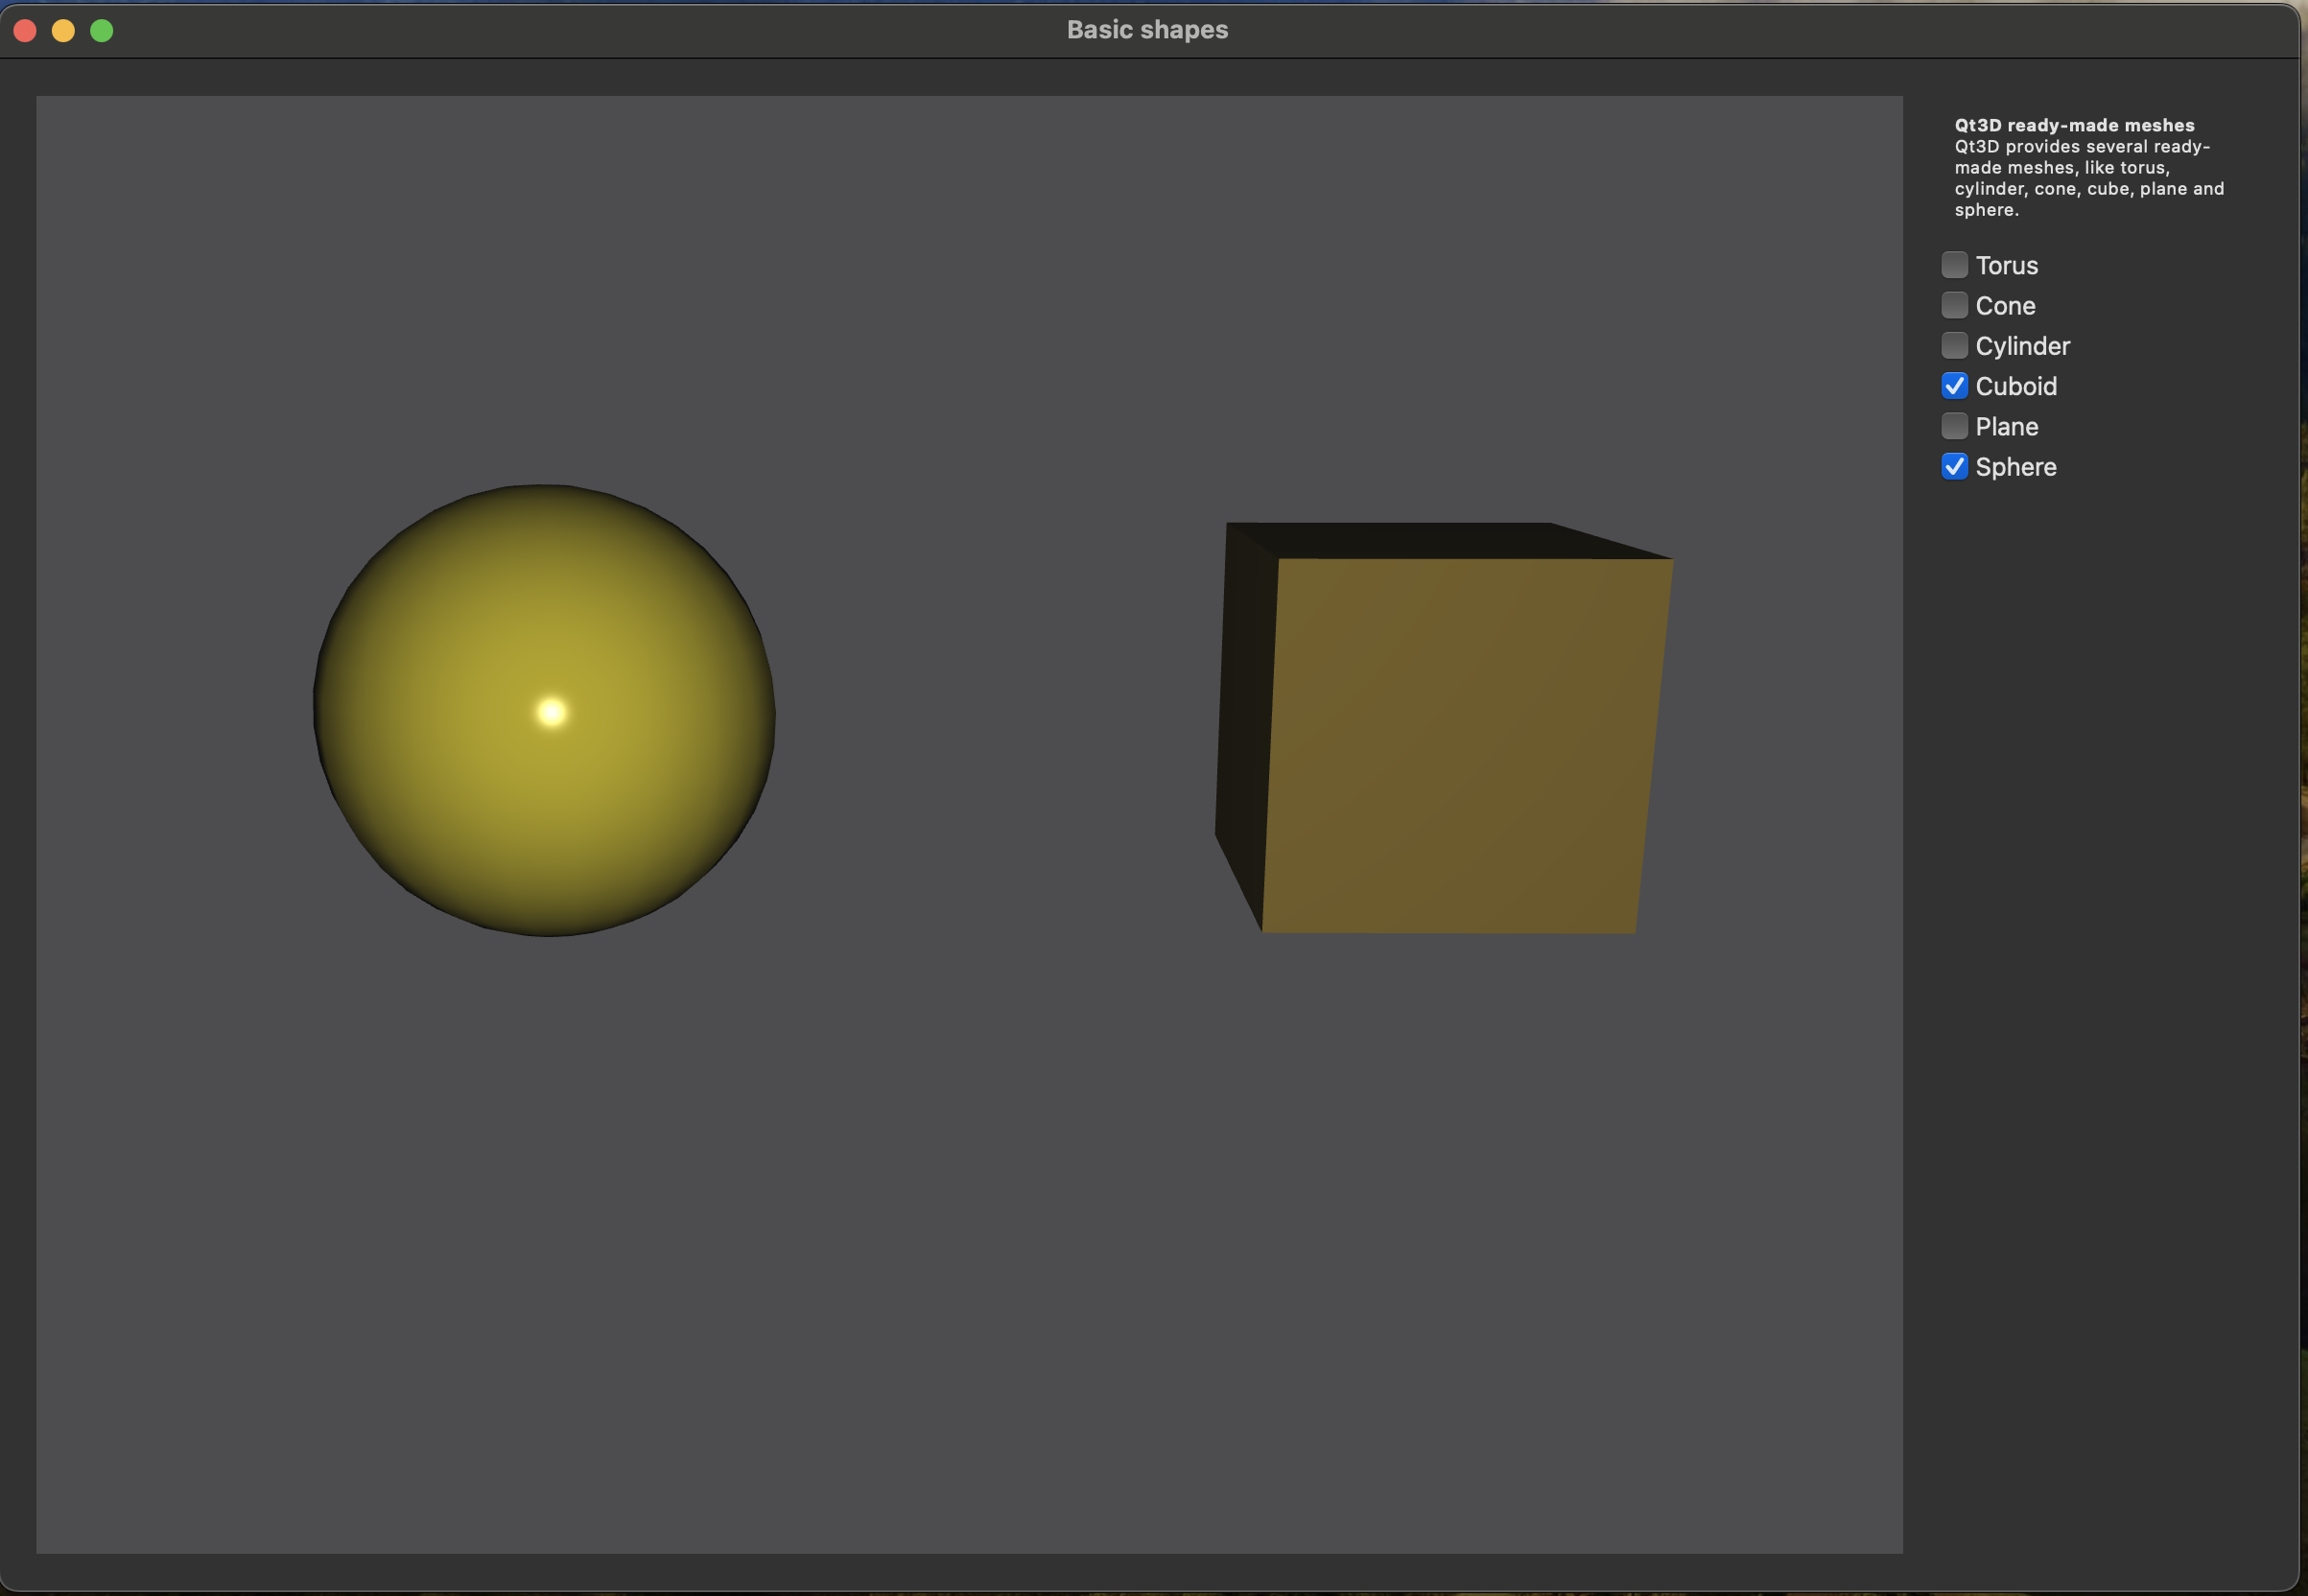 Basic shapes
Qt3D ready-made meshes
Qt3D provides several ready-
made meshes, like torus,
cylinder, cone, cube, plane and
sphere.
Torus
Cone
Cylinder
Cuboid
Plane
Sphere